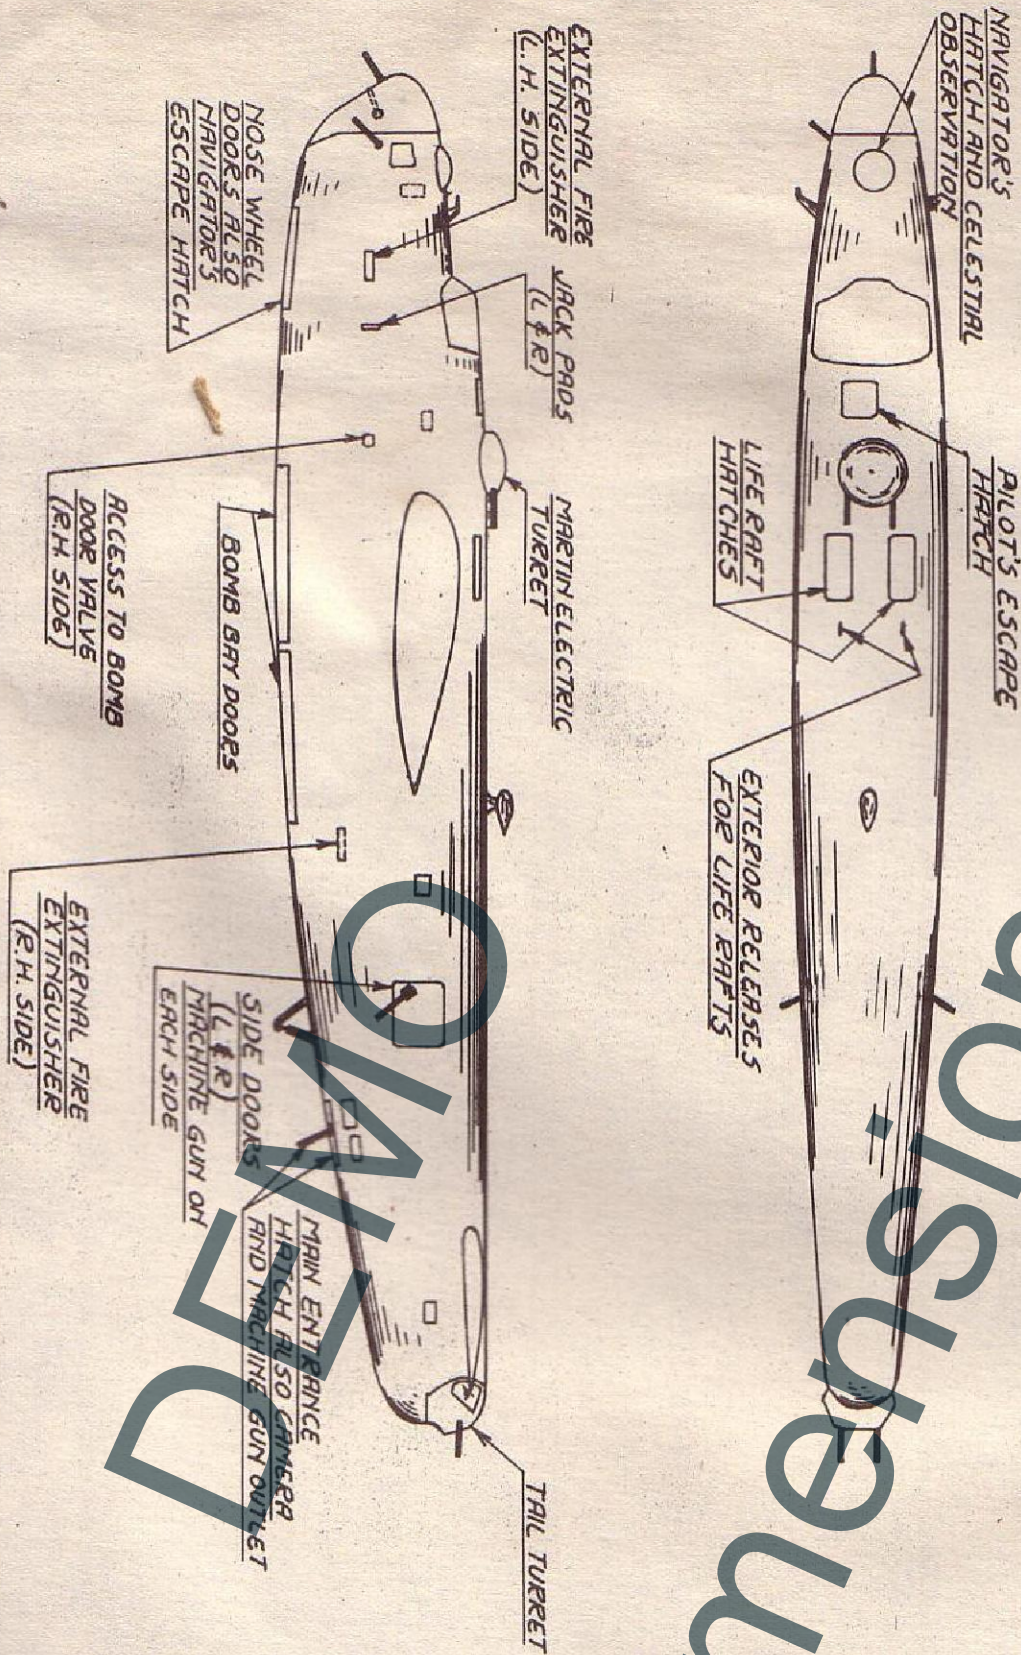 NAVIGATOR'S
HATCH AND CELESTIAL
OBSERVATION
PILOT'S ESCAPE
HATCH
LIFE RAFT
HATCHES
EXTERIOR RELEASES
FOR LIFE RAFTS
EXTERNAL FIRE
EXTINGUISHER
(L.H. SIDE)
JACK PADS
(L & R)
MARTIN ELECTRIC
TURRET
TAIL TURRET
NOSE WHEEL
DOORS ALSO
NAVIGATOR'S
ESCAPE HATCH
BOMB BAY DOORS
ACCESS TO BOMB
DOOR VALVE
(R.H. SIDE)
SIDE DOORS
(L & R)
MACHINE GUN ON
EACH SIDE
MAIN ENTRANCE
HATCH ALSO CAMERA
AND MACHINE GUN OUTLET
EXTERNAL FIRE
EXTINGUISHER
(R.H. SIDE)
DEMO
mension